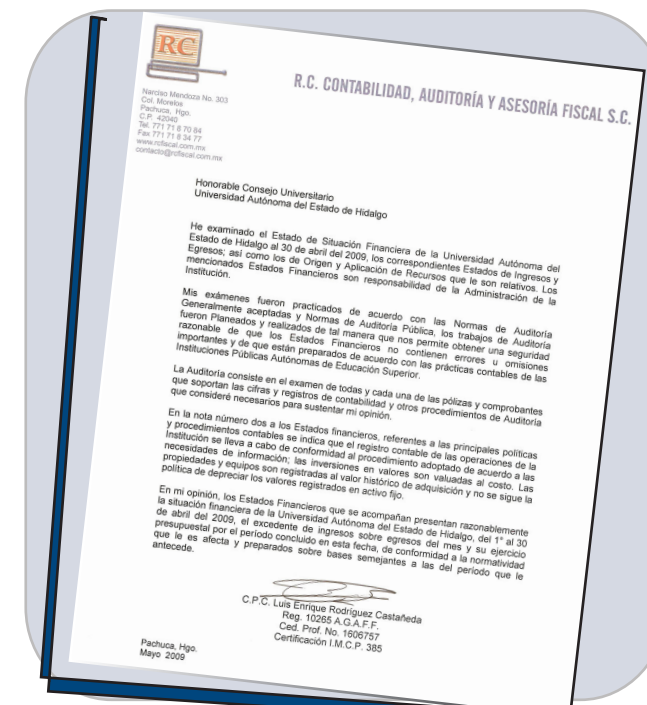 RC
R.C. CONTABILIDAD, AUDITORÍA Y ASESORÍA FISCAL S.C.
Narciso Mendoza No. 303
Col. Morelos
Pachuca, Hgo.
C.P. 42040
Tel. 771 71 8 70 84
Fax 771 71 8 34 77
www.rcfiscal.com.mx
contacto@rcfiscal.com.mx
Honorable Consejo Universitario
Universidad Autónoma del Estado de Hidalgo
He examinado el Estado de Situación Financiera de la Universidad Autónoma del
Estado de Hidalgo al 30 de abril del 2009, los correspondientes Estados de Ingresos y
Egresos; así como los de Origen y Aplicación de Recursos que le son relativos. Los
mencionados Estados Financieros son responsabilidad de la Administración de la
Institución.
Mis exámenes fueron practicados de acuerdo con las Normas de Auditoría
Generalmente aceptadas y Normas de Auditoría Pública, los trabajos de Auditoría
fueron Planeados y realizados de tal manera que nos permite obtener una seguridad
razonable de que los Estados Financieros no contienen errores u omisiones
importantes y de que están preparados de acuerdo con las prácticas contables de las
Instituciones Públicas Autónomas de Educación Superior.
La Auditoría consiste en el examen de todas y cada una de las pólizas y comprobantes
que soportan las cifras y registros de contabilidad y otros procedimientos de Auditoría
que consideré necesarios para sustentar mi opinión.
En la nota número dos a los Estados financieros, referentes a las principales políticas
y procedimientos contables se indica que el registro contable de las operaciones de la
Institución se lleva a cabo de conformidad al procedimiento adoptado de acuerdo a las
necesidades de información; las inversiones en valores son valuadas al costo. Las
propiedades y equipos son registradas al valor histórico de adquisición y no se sigue la
política de depreciar los valores registrados en activo fijo.
En mi opinión, los Estados Financieros que se acompañan presentan razonablemente
la situación financiera de la Universidad Autónoma del Estado de Hidalgo, del 1° al 30
de abril del 2009, el excedente de ingresos sobre egresos del mes y su ejercicio
presupuestal por el período concluido en esta fecha, de conformidad a la normatividad
que le es afecta y preparados sobre bases semejantes a las del período que le
antecede.
C.P.C. Luis Enrique Rodríguez Castañeda
Reg. 10265 A.G.A.F.F.
Ced. Prof. No. 1606757
Certificación I.M.C.P. 385
Pachuca, Hgo.
Mayo 2009